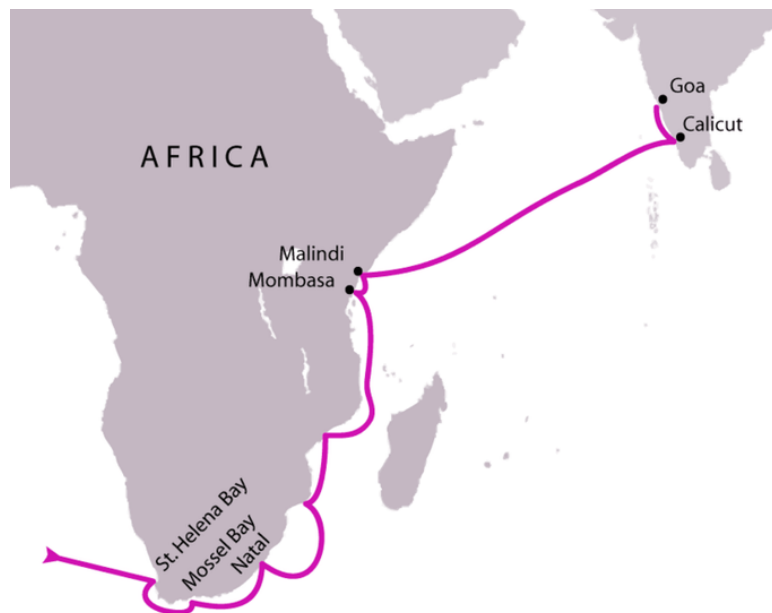 Goa
Calicut
AFRICA
Malindi
Mombasa
St. Helena Bay
Mossel Bay
Natal